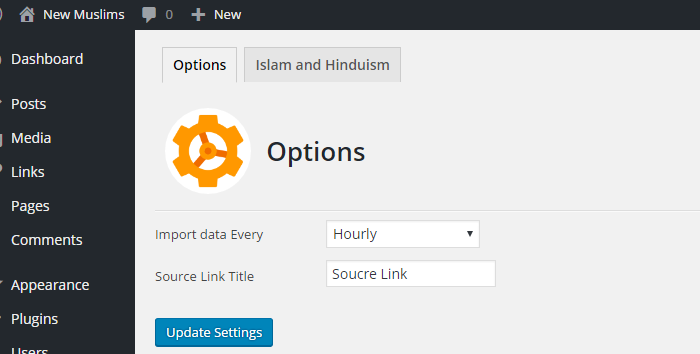 New Muslims 0 New
Dashboard
Posts
Media
Links
Pages
Comments
Appearance
Plugins
Users
Options Islam and Hinduism
Options
Import data Every Hourly
Source Link Title Soucre Link
Update Settings